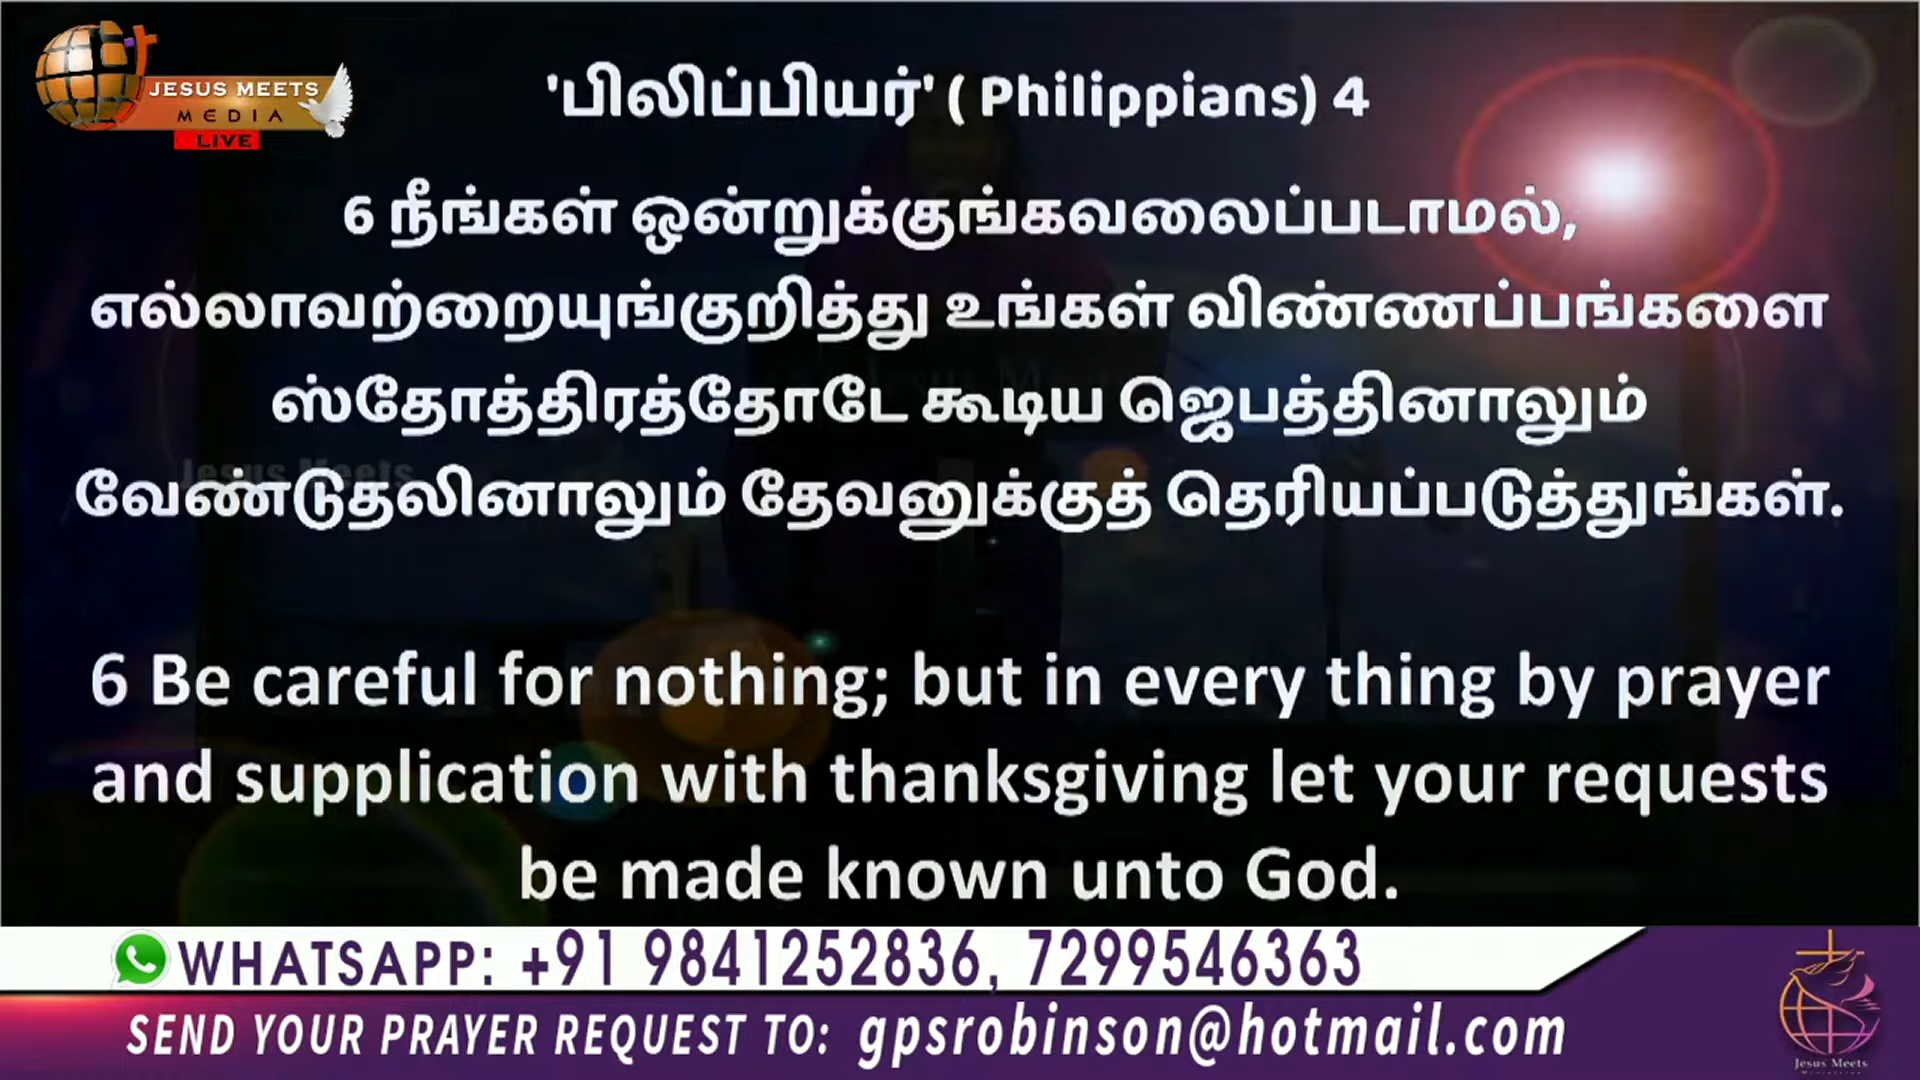 JESUS MEETS
MEDIA
LIVE
'பிலிப்பியர்' ( Philippians) 4
6 நீங்கள் ஒன்றுக்குங்கவலைப்படாமல்,
எல்லாவற்றையுங்குறித்து உங்கள் விண்ணப்பங்களை
ஸ்தோத்திரத்தோடே கூடிய ஜெபத்தினாலும்
Jesus Meets
வேண்டுதலினாலும் தேவனுக்குத் தெரியப்படுத்துங்கள்.
6 Be careful for nothing; but in every thing by prayer
and supplication with thanksgiving let your requests
be made known unto God.
WHATSAPP: +91 9841252836, 7299546363
SEND YOUR PRAYER REQUEST TO: gpsrobinson@hotmail.com
Jesus Meets